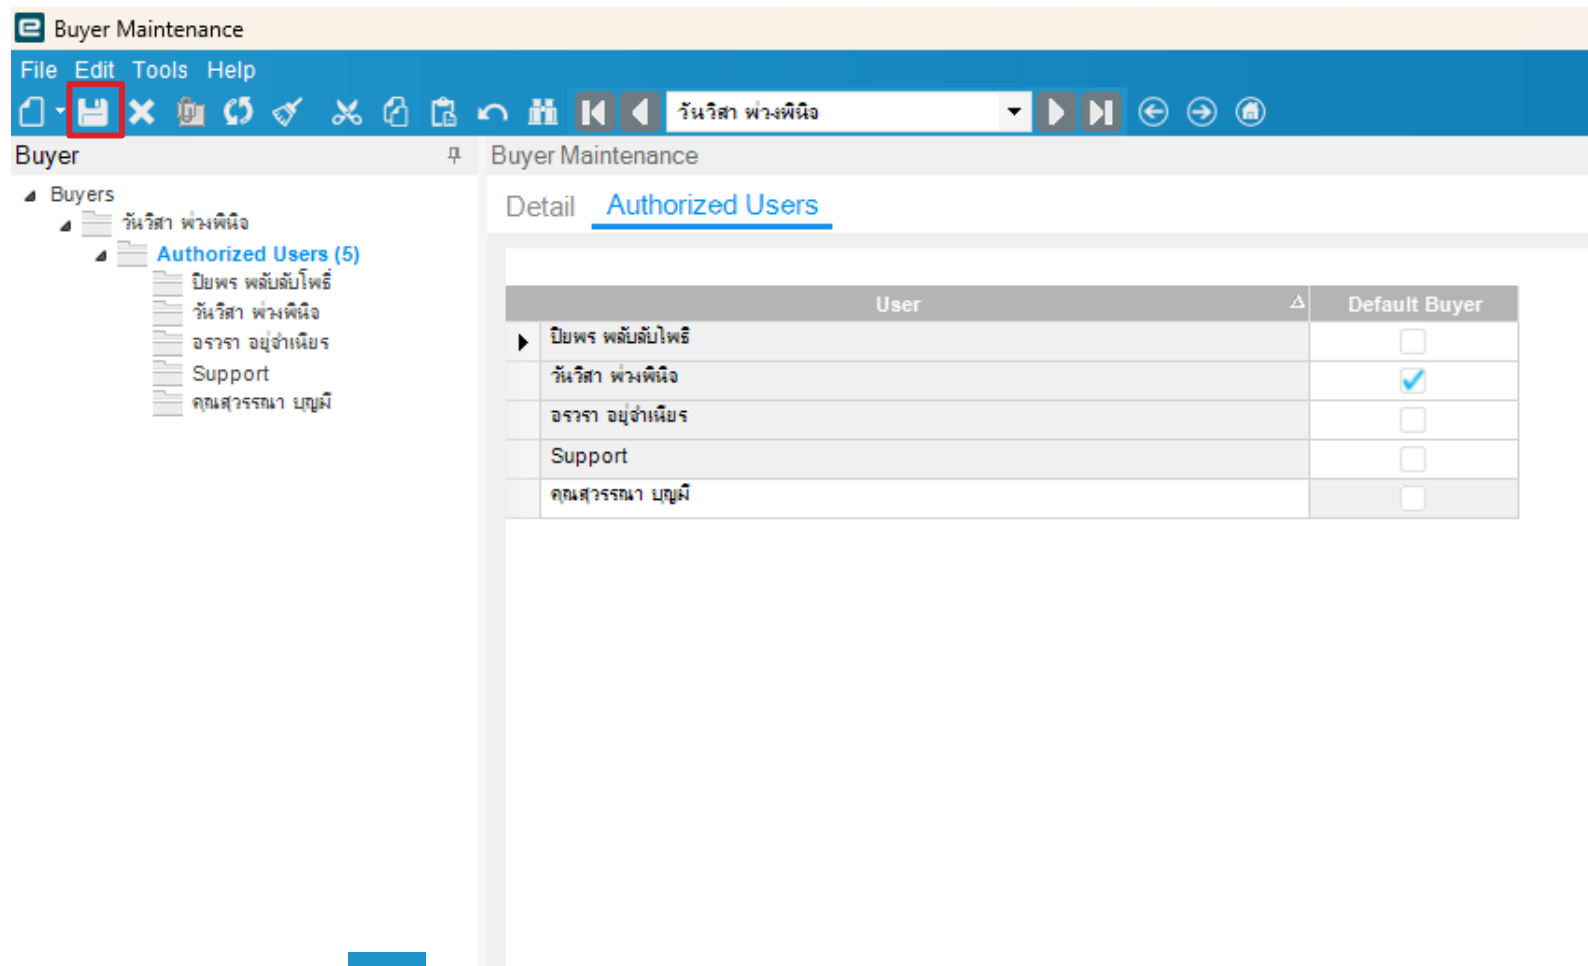 Buyer Maintenance
File Edit Tools Help
วันวิสา พ่วงพินิจ
Buyer
Buyer Maintenance
Buyers
วันวิสา พ่วงพินิจ
Authorized Users (5)
ปิยพร พลับลับโพธิ์
วันวิสา พ่วงพินิจ
อรวรา อยู่จำเนียร
Support
คุณสุวรรณา บุญมี
Detail Authorized Users
User Default Buyer
ปิยพร พลับลับโพธิ์
วันวิสา พ่วงพินิจ
อรวรา อยู่จำเนียร
Support
คุณสุวรรณา บุญมี